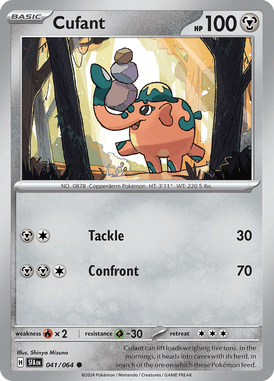 BASIC
Cufant
HP 100
NO. 0878 Copperderm Pokémon HT: 3'11" WT: 220.5 lbs.
Tackle 30
Confront 70
weakness ×2 resistance -30 retreat
Illus. Shinya Mizuno
H SFA EN 041/064
©2024 Pokémon / Nintendo / Creatures / GAME FREAK
Cufant can lift loads weighing five tons. In the
mornings, it heads into caves with its herd, in
search of the ore these Pokémon eat.